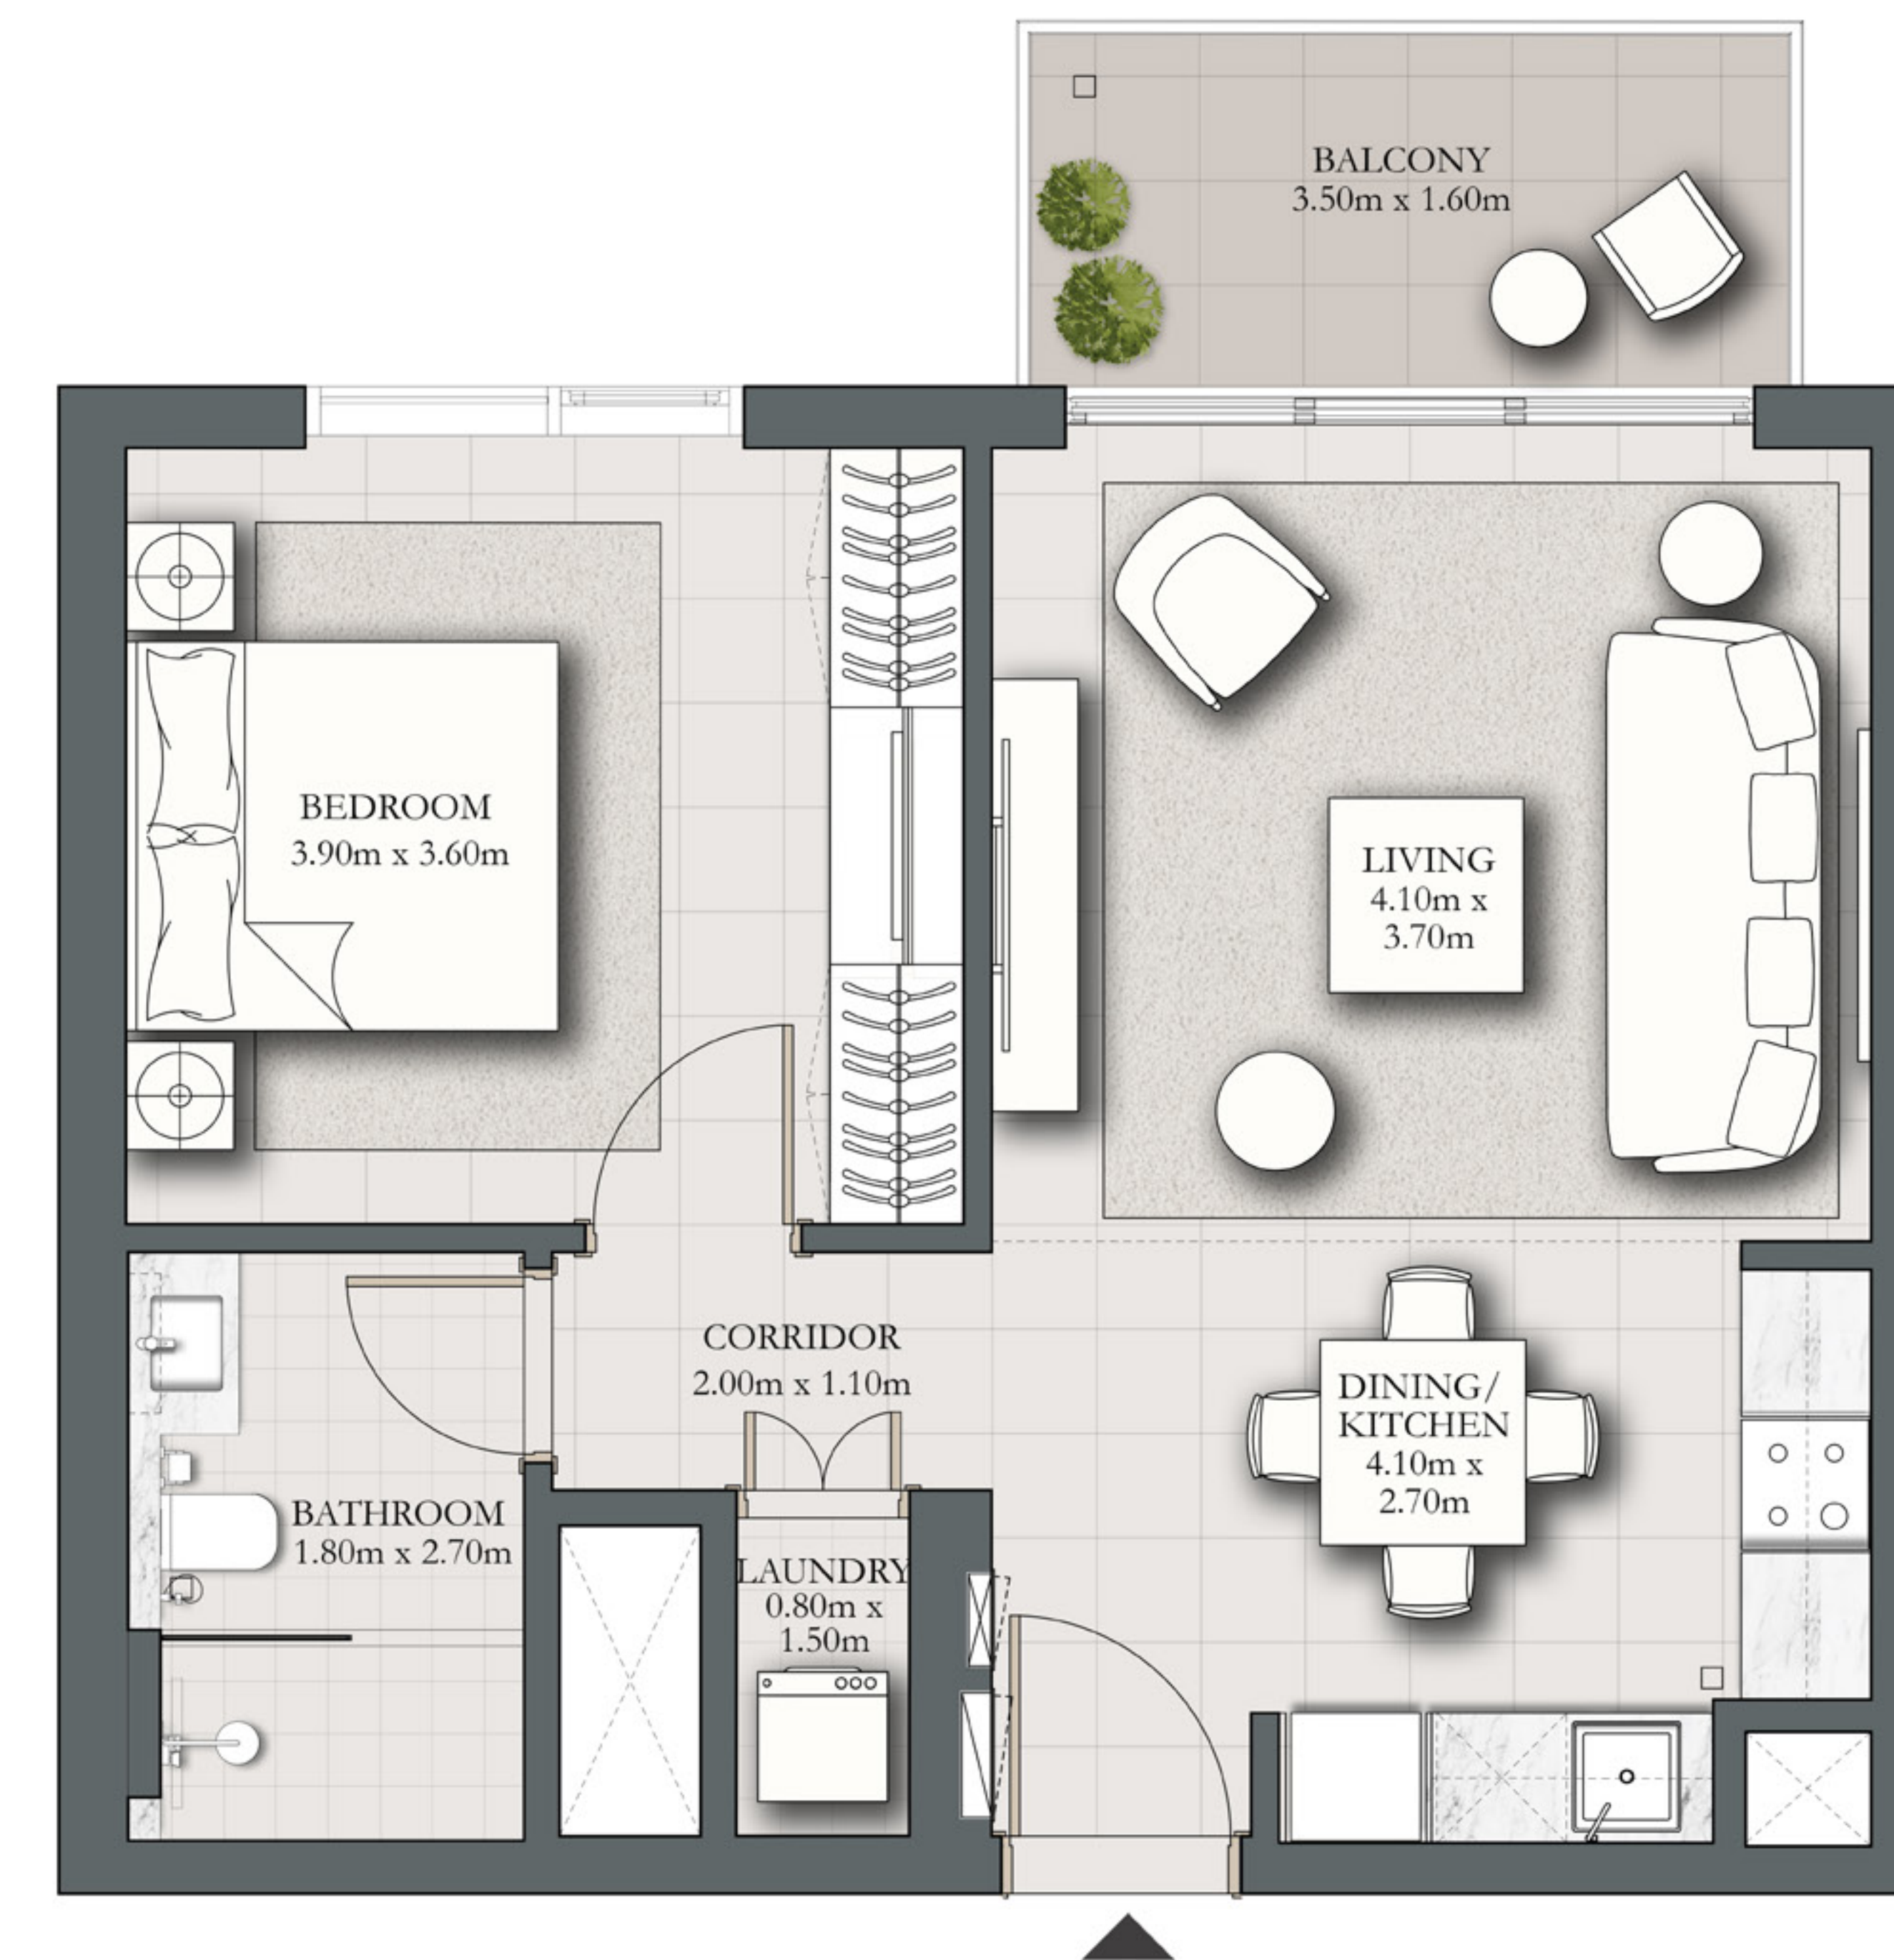 BALCONY
3.50m x 1.60m
BEDROOM
3.90m x 3.60m
LIVING
4.10m x
3.70m
CORRIDOR
2.00m x 1.10m
DINING/
KITCHEN
4.10m x
2.70m
BATHROOM
1.80m x 2.70m
LAUNDRY
0.80m x
1.50m